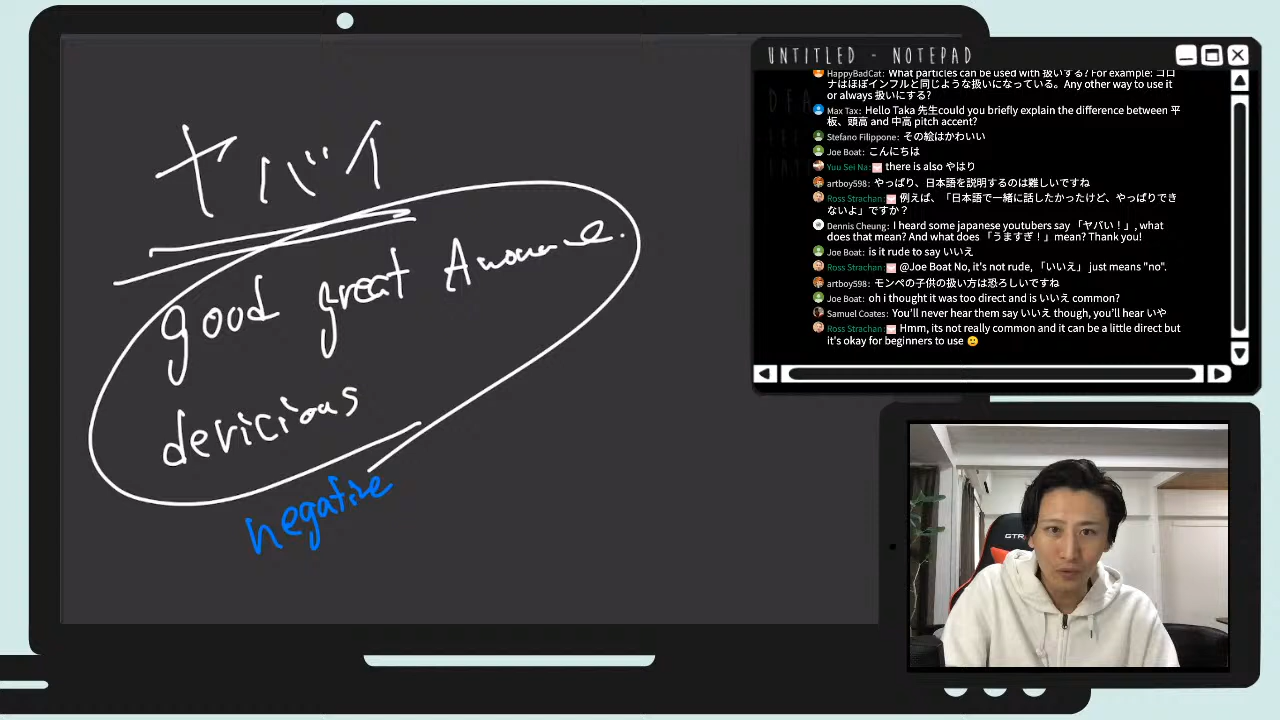 ヤバイ
good great Awesome.
dericious
negative
UNTITLED - NOTEPAD
HappyBadCat: What particles can be used with 扱いする? For example: コロ
ナはほぼインフルと同じような扱いになっている。Any other way to use it
or always 扱いにする?
Max Tax: Hello Taka 先生could you briefly explain the difference between 平
板、頭高 and 中高 pitch accent?
Stefano Filippone: その絵はかわいい
Joe Boat: こんにちは
Yuu Sei Na: there is also やはり
artboy598: やっぱり、日本語を説明するのは難しいですね
Ross Strachan: 例えば、「日本語で一緒に話したかったけど、やっぱりでき
ないよ」ですか？
Dennis Cheung: I heard some japanese youtubers say「ヤバい！」, what
does that mean? And what does 「うますぎ！」mean? Thank you!
Joe Boat: is it rude to say いいえ
Ross Strachan: @Joe Boat No, it's not rude, 「いいえ」 just means "no".
artboy598: モンペの子供の扱い方は恐ろしいですね
Joe Boat: oh i thought it was too direct and is いいえ common?
Samuel Coates: You'll never hear them say いいえ though, you'll hear いや
Ross Strachan: Hmm, its not really common and it can be a little direct but
it's okay for beginners to use 🙂
GTR